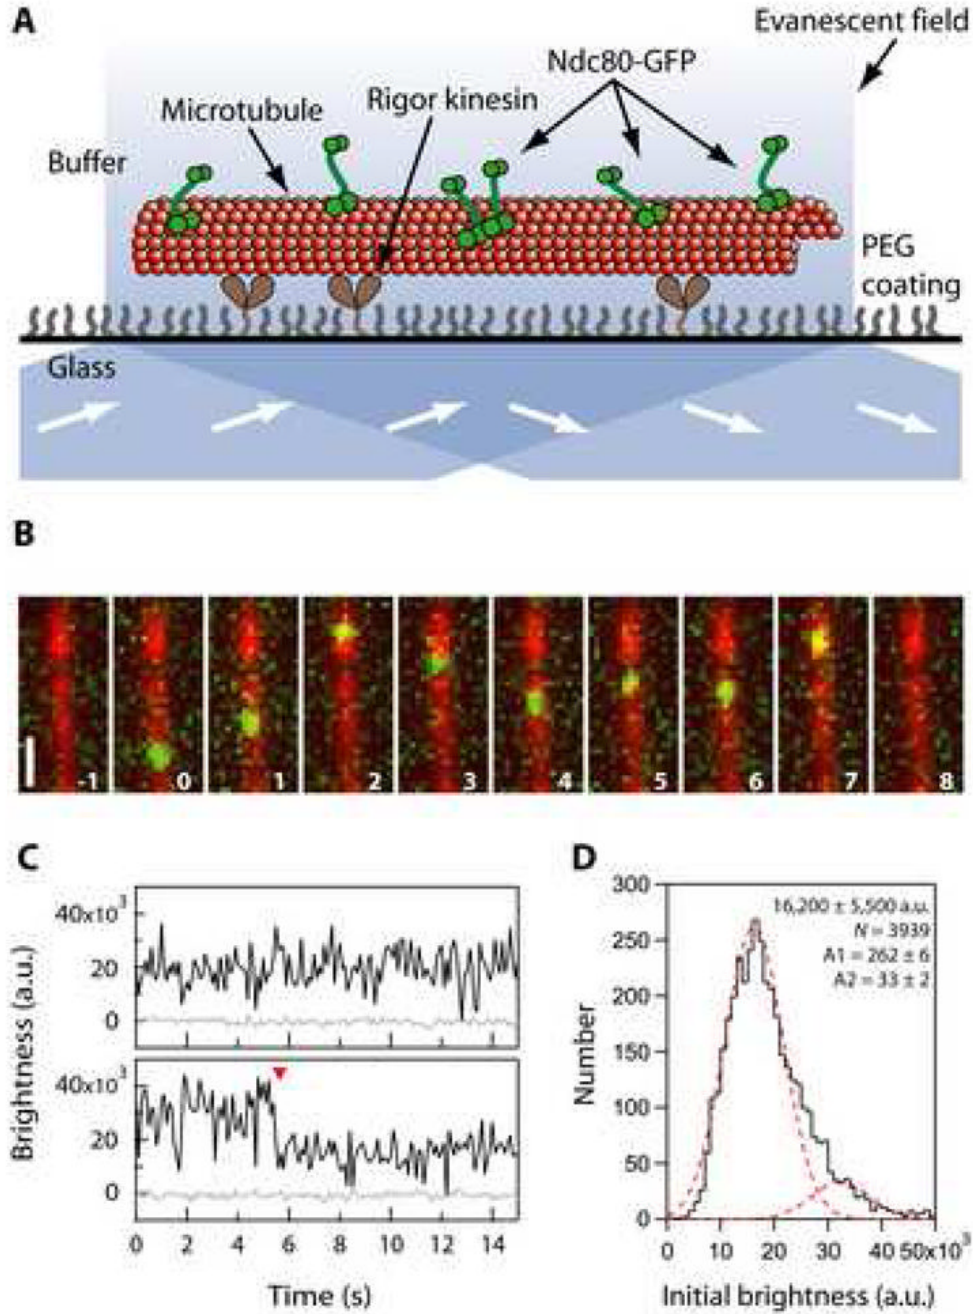 A
Evanescent field
Ndc80-GFP
Rigor kinesin
Microtubule
Buffer
PEG
coating
Glass
B
-1
0
1
2
3
4
5
6
7
8
C
40x10³
20
0
40x10³
20
0
Brightness (a.u.)
0
2
4
6
8
10
12
14
Time (s)
D
300
250
200
150
100
50
0
Number
16,200 ± 5,500 a.u.
N = 3939
A1 = 262 ± 6
A2 = 33 ± 2
0
10
20
30
40
50x10³
Initial brightness (a.u.)